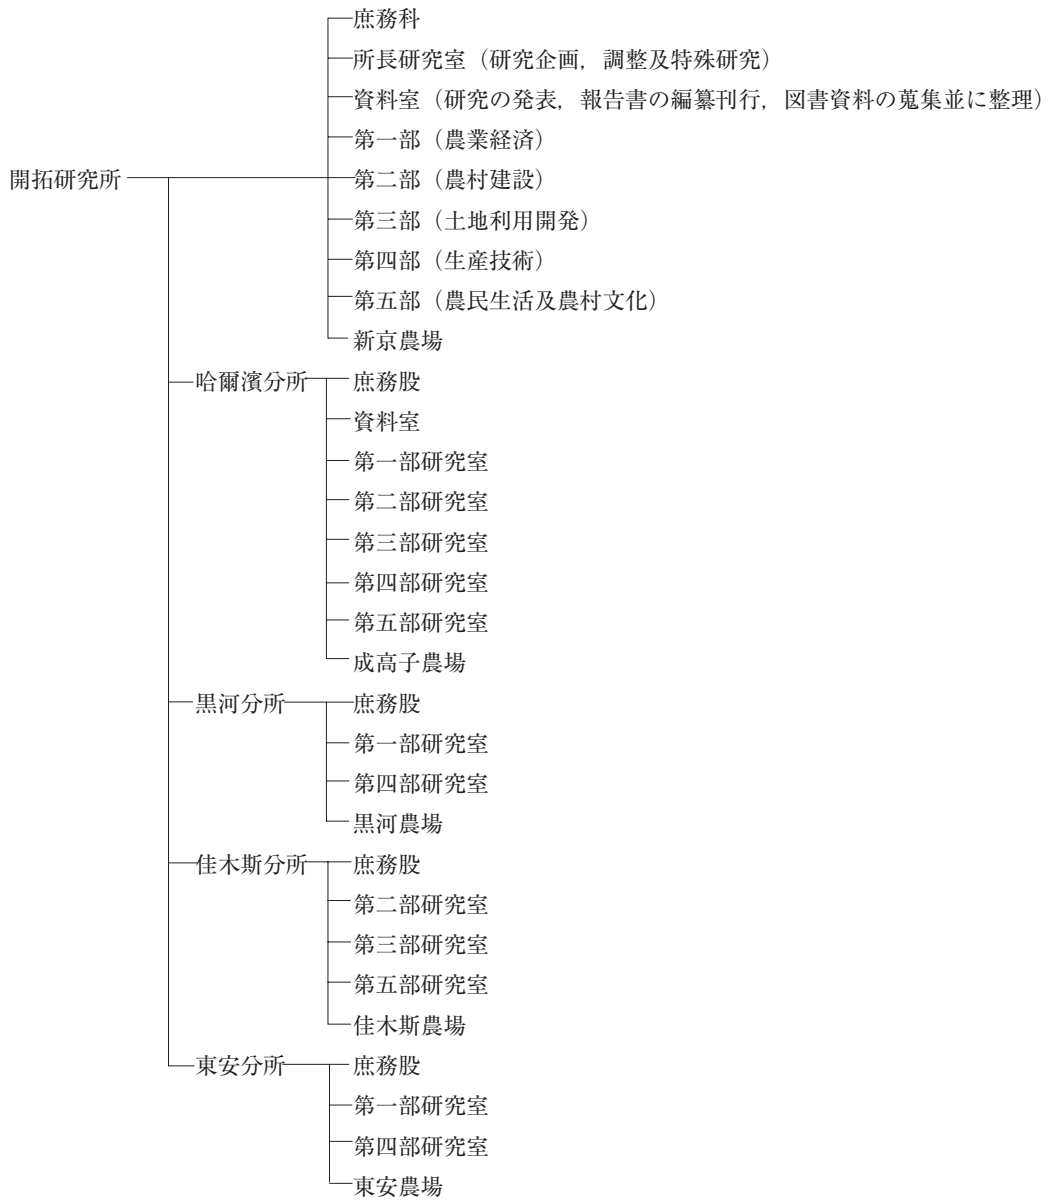 庶務科
所長研究室（研究企画，調整及特殊研究）
資料室（研究の発表，報告書の編纂刊行，図書資料の蒐集並に整理）
第一部（農業経済）
開拓研究所 第二部（農村建設）
第三部（土地利用開発）
第四部（生産技術）
第五部（農民生活及農村文化）
新京農場
哈爾濱分所 庶務股
資料室
第一部研究室
第二部研究室
第三部研究室
第四部研究室
第五部研究室
成高子農場
黒河分所 庶務股
第一部研究室
第四部研究室
黒河農場
佳木斯分所 庶務股
第二部研究室
第三部研究室
第五部研究室
佳木斯農場
東安分所 庶務股
第一部研究室
第四部研究室
東安農場